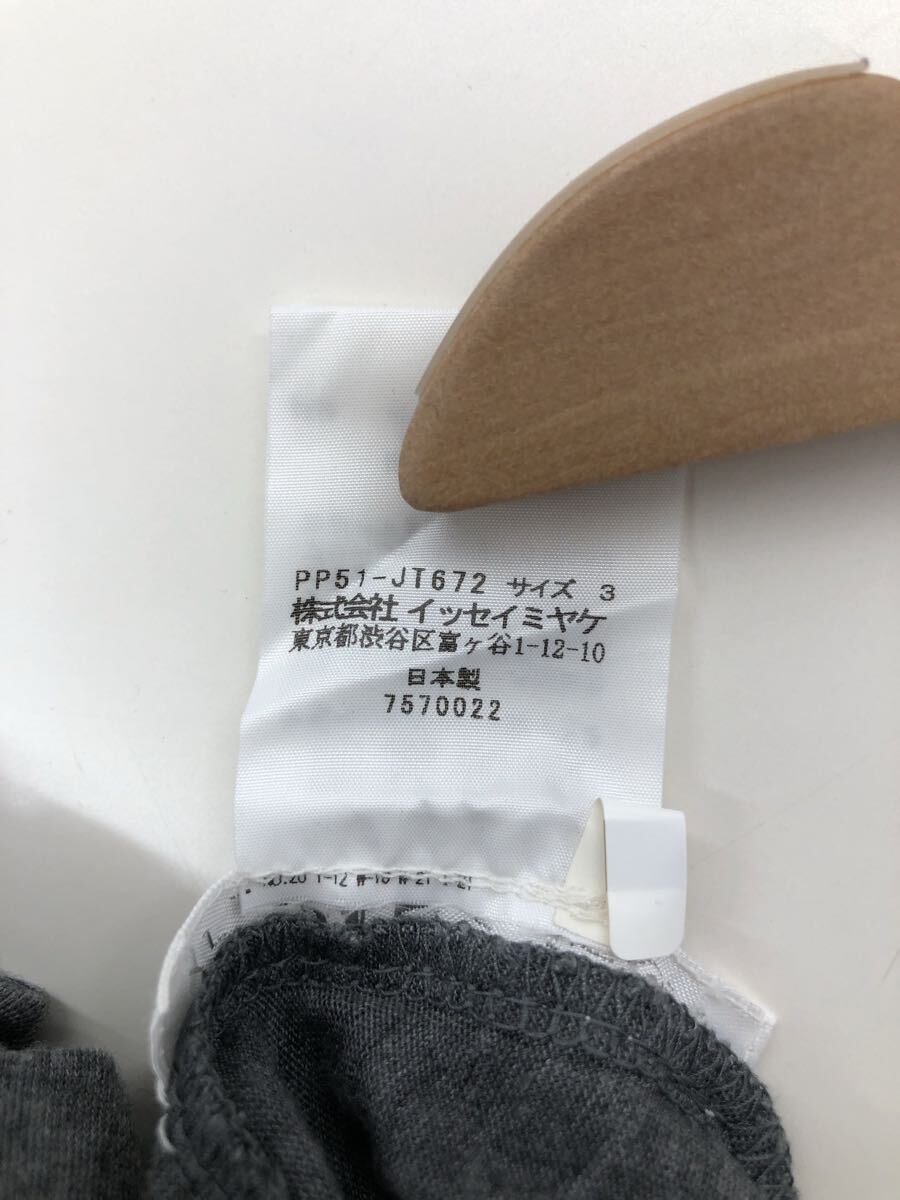 PP51-JT672 サイズ 3
株式会社 イッセイミヤケ
東京都渋谷区富ヶ谷1-12-10
日本製
7570022